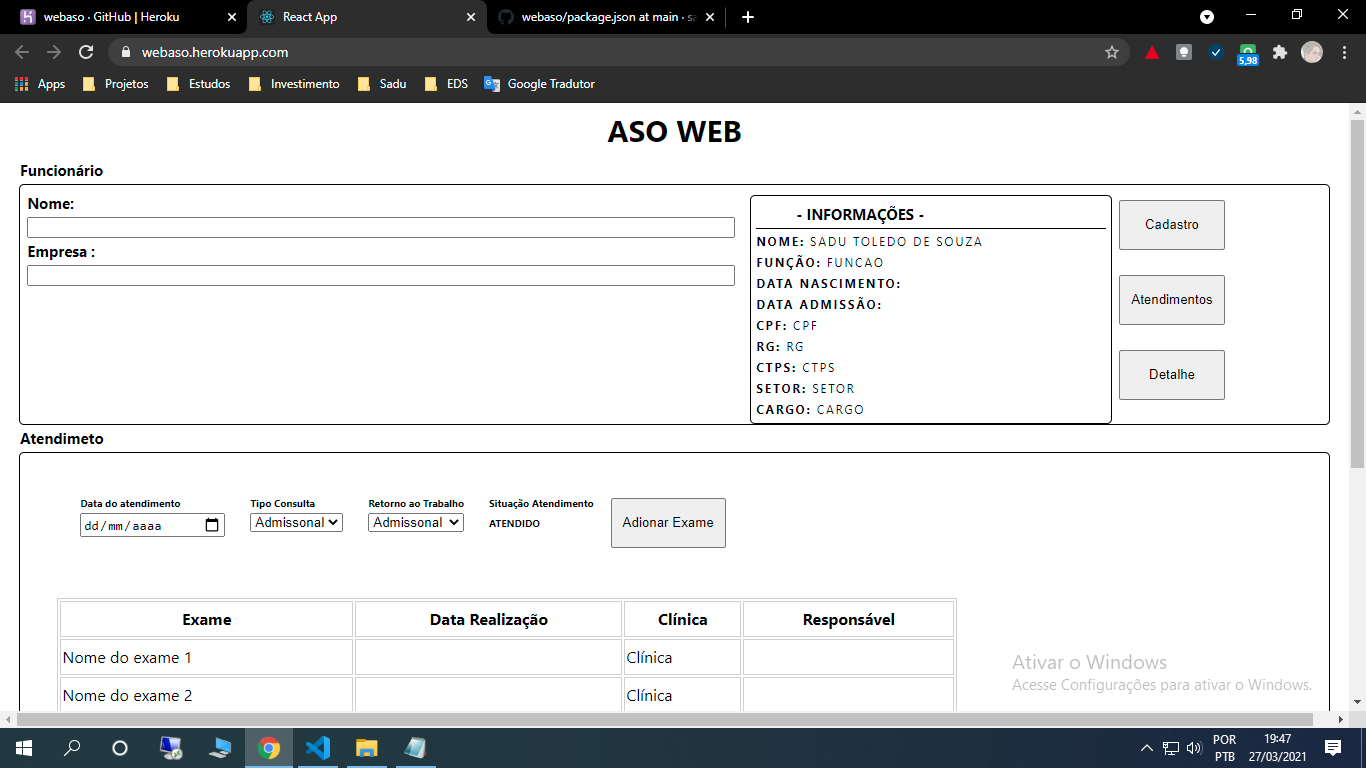 webaso · GitHub | Heroku
React App
webaso/package.json at main · sa
webaso.herokuapp.com
5,98
Apps
Projetos
Estudos
Investimento
Sadu
EDS
Google Tradutor
ASO WEB
Funcionário
Nome:
Empresa :
- INFORMAÇÕES -
NOME: SADU TOLEDO DE SOUZA
FUNÇÃO: FUNCAO
DATA NASCIMENTO:
DATA ADMISSÃO:
CPF: CPF
RG: RG
CTPS: CTPS
SETOR: SETOR
CARGO: CARGO
Cadastro
Atendimentos
Detalhe
Atendimeto
Data do atendimento
dd/mm/aaaa
Tipo Consulta
Admissonal
Retorno ao Trabalho
Admissonal
Situação Atendimento
ATENDIDO
Adionar Exame
Exame Data Realização Clínica Responsável
Nome do exame 1 Clínica
Nome do exame 2 Clínica
Ativar o Windows
Acesse Configurações para ativar o Windows.
POR
PTB
19:47
27/03/2021